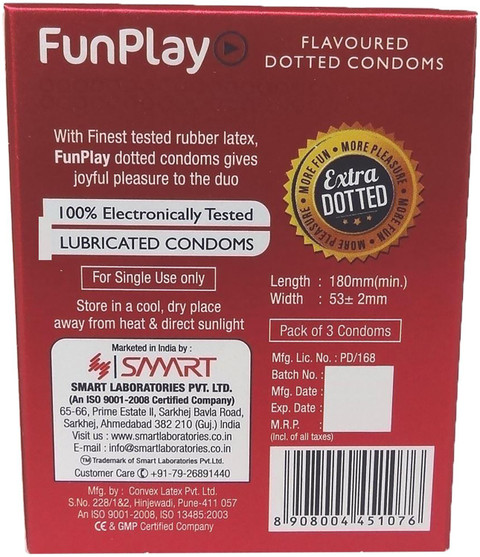 FunPlay
FLAVOURED
DOTTED CONDOMS
With Finest tested rubber latex,
FunPlay dotted condoms gives
joyful pleasure to the duo
100% Electronically Tested
LUBRICATED CONDOMS
For Single Use only
Store in a cool, dry place
away from heat & direct sunlight
MORE FUN • MORE PLEASURE • MORE FUN • MORE PLEASURE •
Extra
DOTTED
Length : 180mm(min.)
Width : 53± 2mm
Pack of 3 Condoms
Mfg. Lic. No. : PD/168
Batch No. :
Mfg. Date :
Exp. Date :
M.R.P. :
(Incl. of all taxes)
Marketed in India by :
SMART
SMART LABORATORIES PVT. LTD.
(An ISO 9001-2008 Certified Company)
65-66, Prime Estate II, Sarkhej Bavla Road,
Sarkhej, Ahmedabad 382 210 (Guj.) India
Visit us : www.smartlaboratories.co.in
E-mail : info@smartlaboratories.co.in
TM Trademark of Smart Laboratories Pvt.Ltd.
Customer Care +91-79-26891440
Mfg. by : Convex Latex Pvt. Ltd.
S.No. 228/1&2, Hinjewadi, Pune-411 057
An ISO 9001, ISO 13485:2003
CE & GMP Certified Company
8 908004 451076